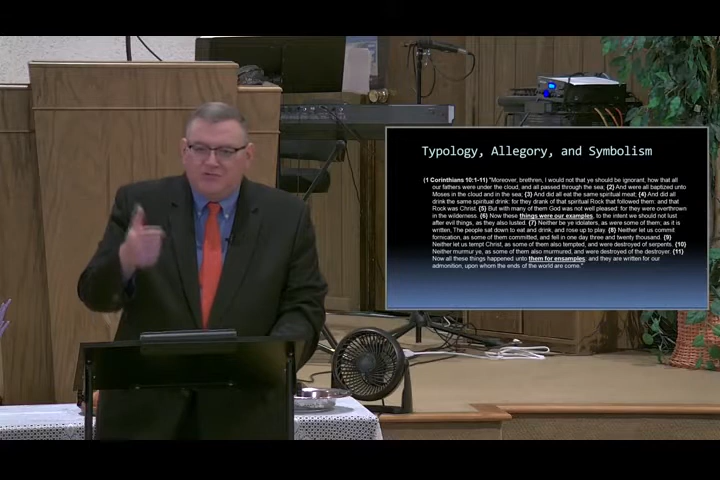 Typology, Allegory, and Symbolism
(1 Corinthians 10:1-11) "Moreover, brethren, I would not that ye should be ignorant, how that all
our fathers were under the cloud, and all passed through the sea; (2) And were all baptized unto
Moses in the cloud and in the sea; (3) And did all eat the same spiritual meat; (4) And did all
drink the same spiritual drink: for they drank of that spiritual Rock that followed them: and that
Rock was Christ. (5) But with many of them God was not well pleased: for they were overthrown
in the wilderness. (6) Now these things were our examples, to the intent we should not lust
after evil things, as they also lusted. (7) Neither be ye idolaters, as were some of them; as it is
written, The people sat down to eat and drink, and rose up to play. (8) Neither let us commit
fornication, as some of them committed, and fell in one day three and twenty thousand. (9)
Neither let us tempt Christ, as some of them also tempted, and were destroyed of serpents. (10)
Neither murmur ye, as some of them also murmured, and were destroyed of the destroyer. (11)
Now all these things happened unto them for ensamples: and they are written for our
admonition, upon whom the ends of the world are come."